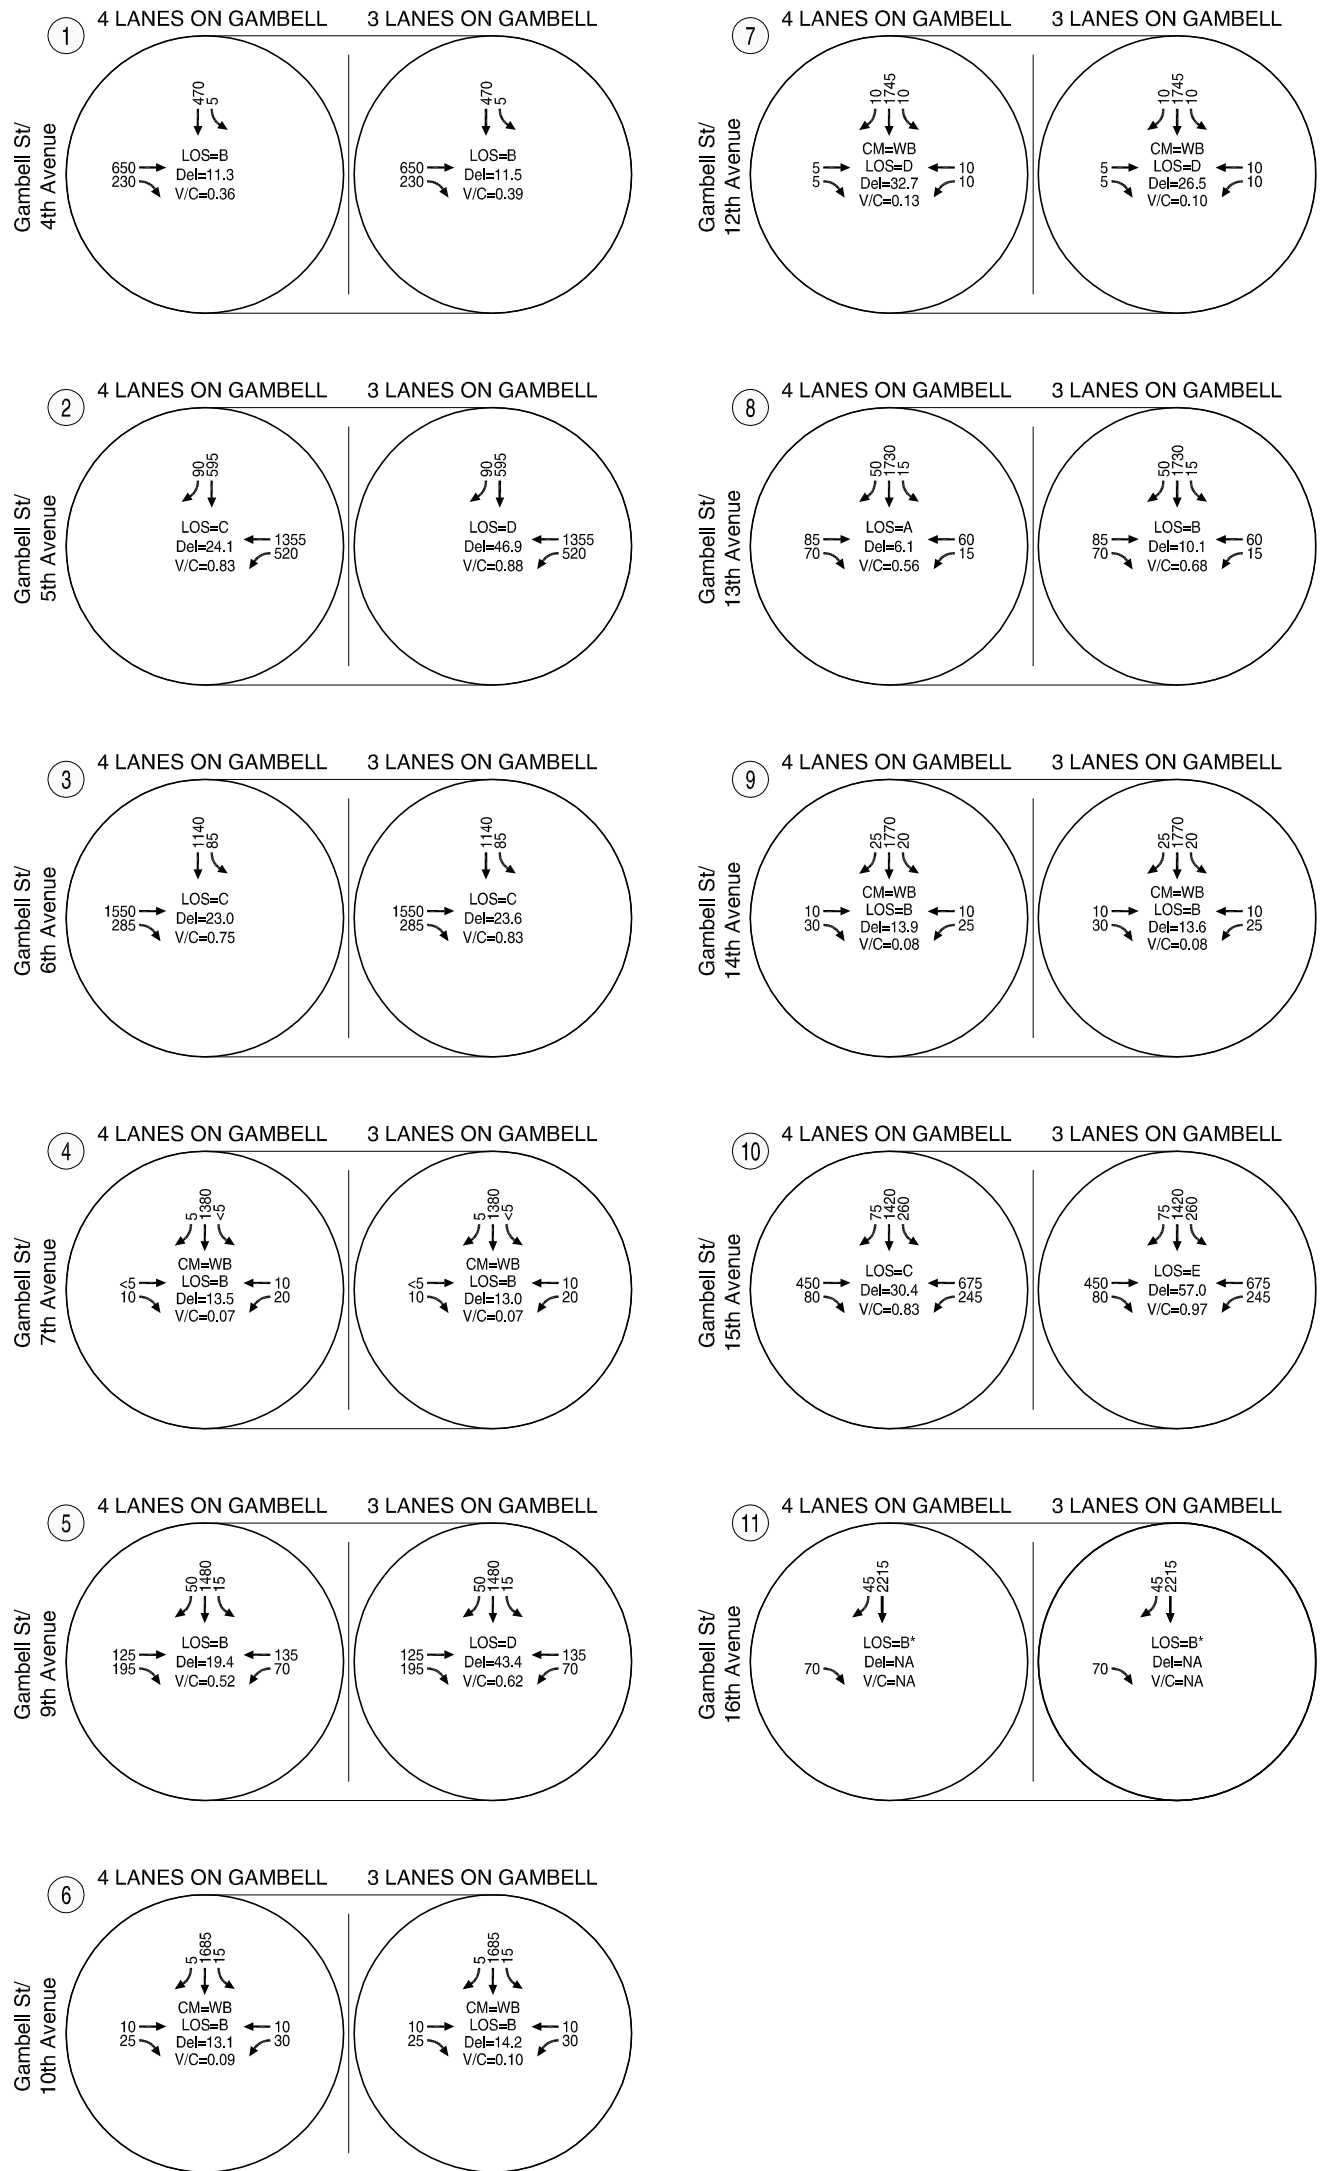 1
4 LANES ON GAMBELL
3 LANES ON GAMBELL
Gambell St/
4th Avenue
470
5
650
230
LOS=B
Del=11.3
V/C=0.36
470
5
650
230
LOS=B
Del=11.5
V/C=0.39
2
4 LANES ON GAMBELL
3 LANES ON GAMBELL
Gambell St/
5th Avenue
90
595
LOS=C
Del=24.1
V/C=0.83
1355
520
90
595
LOS=D
Del=46.9
V/C=0.88
1355
520
3
4 LANES ON GAMBELL
3 LANES ON GAMBELL
Gambell St/
6th Avenue
1140
85
1550
285
LOS=C
Del=23.0
V/C=0.75
1140
85
1550
285
LOS=C
Del=23.6
V/C=0.83
4
4 LANES ON GAMBELL
3 LANES ON GAMBELL
Gambell St/
7th Avenue
5
1380
<5
<5
10
CM=WB
LOS=B
Del=13.5
V/C=0.07
10
20
5
1380
<5
<5
10
CM=WB
LOS=B
Del=13.0
V/C=0.07
10
20
5
4 LANES ON GAMBELL
3 LANES ON GAMBELL
Gambell St/
9th Avenue
50
1480
15
125
195
LOS=B
Del=19.4
V/C=0.52
135
70
50
1480
15
125
195
LOS=D
Del=43.4
V/C=0.62
135
70
6
4 LANES ON GAMBELL
3 LANES ON GAMBELL
Gambell St/
10th Avenue
5
1685
15
10
25
CM=WB
LOS=B
Del=13.1
V/C=0.09
10
30
5
1685
15
10
25
CM=WB
LOS=B
Del=14.2
V/C=0.10
10
30
7
4 LANES ON GAMBELL
3 LANES ON GAMBELL
Gambell St/
12th Avenue
10
1745
10
5
5
CM=WB
LOS=D
Del=32.7
V/C=0.13
10
10
10
1745
10
5
5
CM=WB
LOS=D
Del=26.5
V/C=0.10
10
10
8
4 LANES ON GAMBELL
3 LANES ON GAMBELL
Gambell St/
13th Avenue
50
1730
15
85
70
LOS=A
Del=6.1
V/C=0.56
60
15
50
1730
15
85
70
LOS=B
Del=10.1
V/C=0.68
60
15
9
4 LANES ON GAMBELL
3 LANES ON GAMBELL
Gambell St/
14th Avenue
25
1770
20
10
30
CM=WB
LOS=B
Del=13.9
V/C=0.08
10
25
25
1770
20
10
30
CM=WB
LOS=B
Del=13.6
V/C=0.08
10
25
10
4 LANES ON GAMBELL
3 LANES ON GAMBELL
Gambell St/
15th Avenue
75
1420
260
450
80
LOS=C
Del=30.4
V/C=0.83
675
245
75
1420
260
450
80
LOS=E
Del=57.0
V/C=0.97
675
245
11
4 LANES ON GAMBELL
3 LANES ON GAMBELL
Gambell St/
16th Avenue
45
2215
70
LOS=B*
Del=NA
V/C=NA
45
2215
70
LOS=B*
Del=NA
V/C=NA